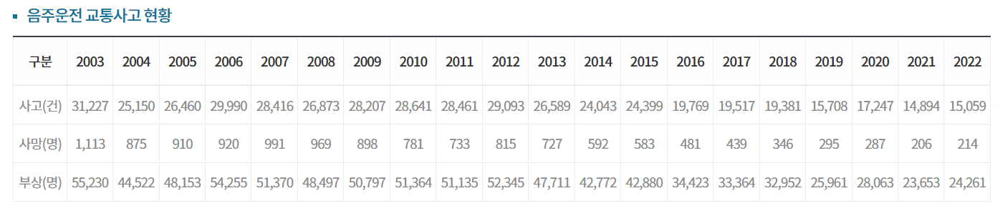 음주운전 교통사고 현황
구분 2003 2004 2005 2006 2007 2008 2009 2010 2011 2012 2013 2014 2015 2016 2017 2018 2019 2020 2021 2022
사고(건) 31,227 25,150 26,460 29,990 28,416 26,873 28,207 28,641 28,461 29,093 26,589 24,043 24,399 19,769 19,517 19,381 15,708 17,247 14,894 15,059
사망(명) 1,113 875 910 920 991 969 898 781 733 815 727 592 583 481 439 346 295 287 206 214
부상(명) 55,230 44,522 48,153 54,255 51,370 48,497 50,797 51,364 51,135 52,345 47,711 42,772 42,880 34,423 33,364 32,952 25,961 28,063 23,653 24,261